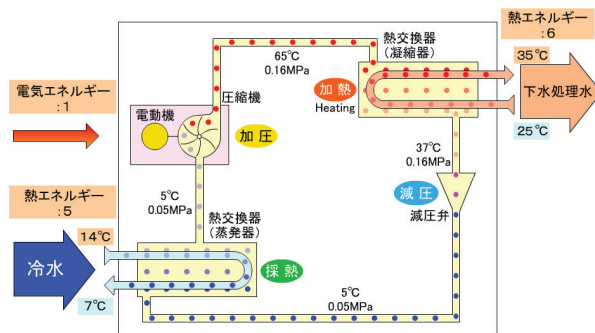 熱交換器
（凝縮器）
熱エネルギー
:6
65℃
0.16MPa
35℃
加熱
Heating
下水処理水
25℃
電気エネルギー
:1
圧縮機
電動機
加圧
37℃
0.16MPa
減圧
減圧弁
熱エネルギー
:5
5℃
0.05MPa
熱交換器
（蒸発器）
14℃
冷水
採熱
7℃
5℃
0.05MPa